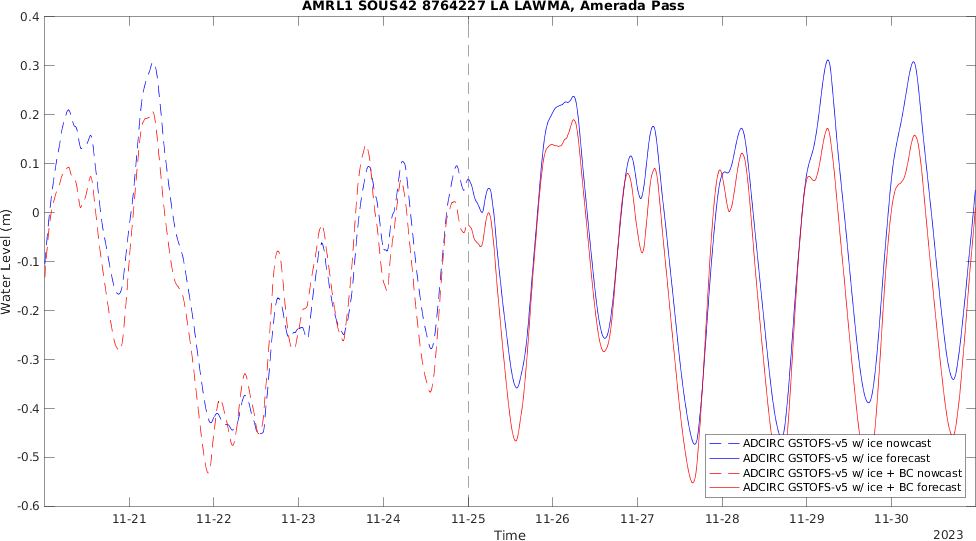 AMRL1 SOUS42 8764227 LA LAWMA, Amerada Pass
0.4
0.3
0.2
0.1
0
-0.1
-0.2
-0.3
-0.4
-0.5
-0.6
Water Level (m)
11-21 11-22 11-23 11-24 11-25 11-26 11-27 11-28 11-29 11-30
Time
2023
ADCIRC GSTOFS-v5 w/ ice nowcast
ADCIRC GSTOFS-v5 w/ ice forecast
ADCIRC GSTOFS-v5 w/ ice + BC nowcast
ADCIRC GSTOFS-v5 w/ ice + BC forecast